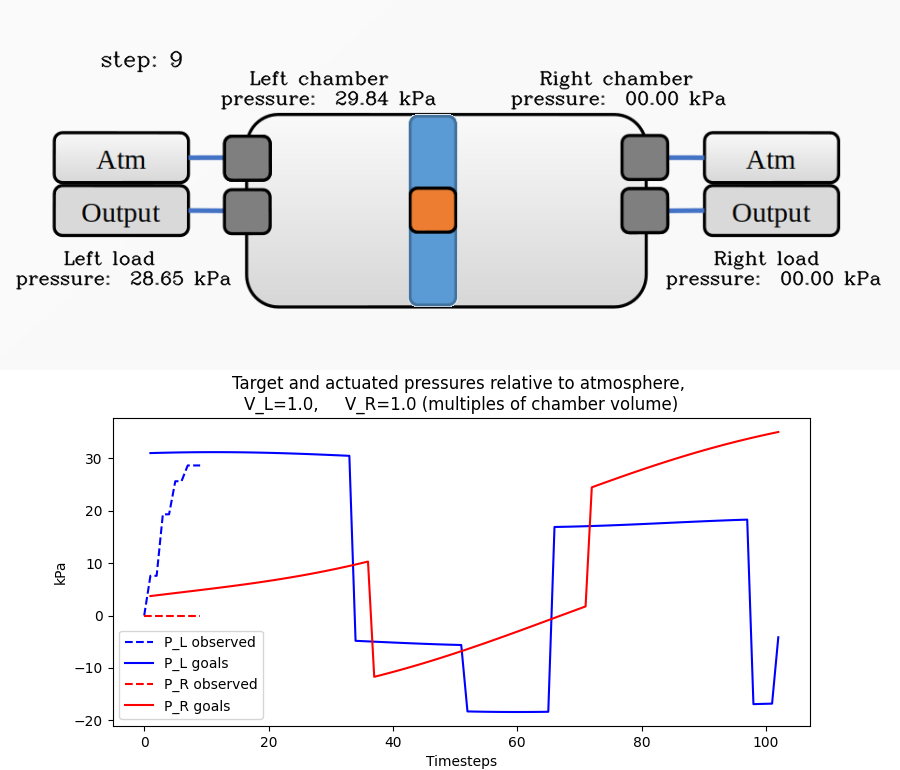 step: 9
Left chamber
pressure: 29.84 kPa
Right chamber
pressure: 00.00 kPa
Atm
Output
Atm
Output
Left load
pressure: 28.65 kPa
Right load
pressure: 00.00 kPa
Target and actuated pressures relative to atmosphere,
V_L=1.0, V_R=1.0 (multiples of chamber volume)
kPa
30
20
10
0
−10
−20
P_L observed
P_L goals
P_R observed
P_R goals
0 20 40 60 80 100
Timesteps